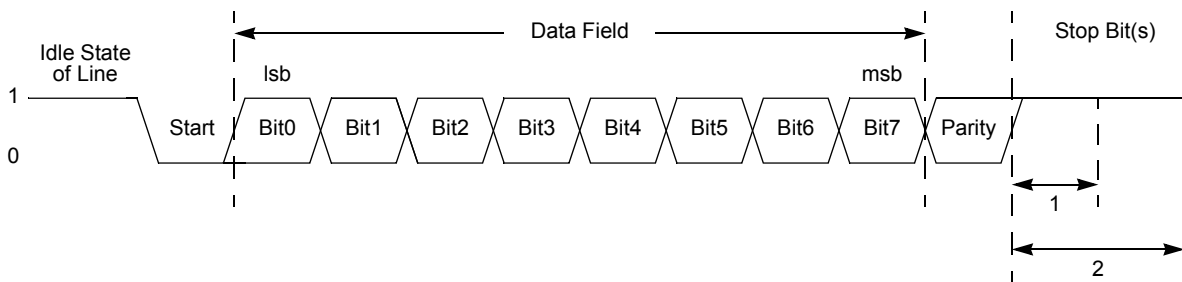 Data Field
Stop Bit(s)
Idle State
of Line
lsb
msb
1
Start
Bit0
Bit1
Bit2
Bit3
Bit4
Bit5
Bit6
Bit7
Parity
0
1
2